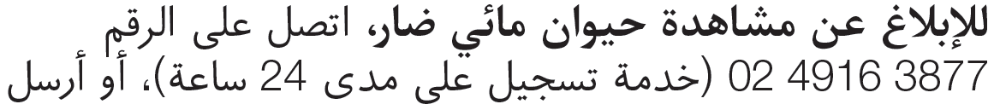 للإبلاغ عن مشاهدة حيوان مائي ضار، اتصل على الرقم
02 4916 3877 (خدمة تسجيل على مدى 24 ساعة)، أو أرسل